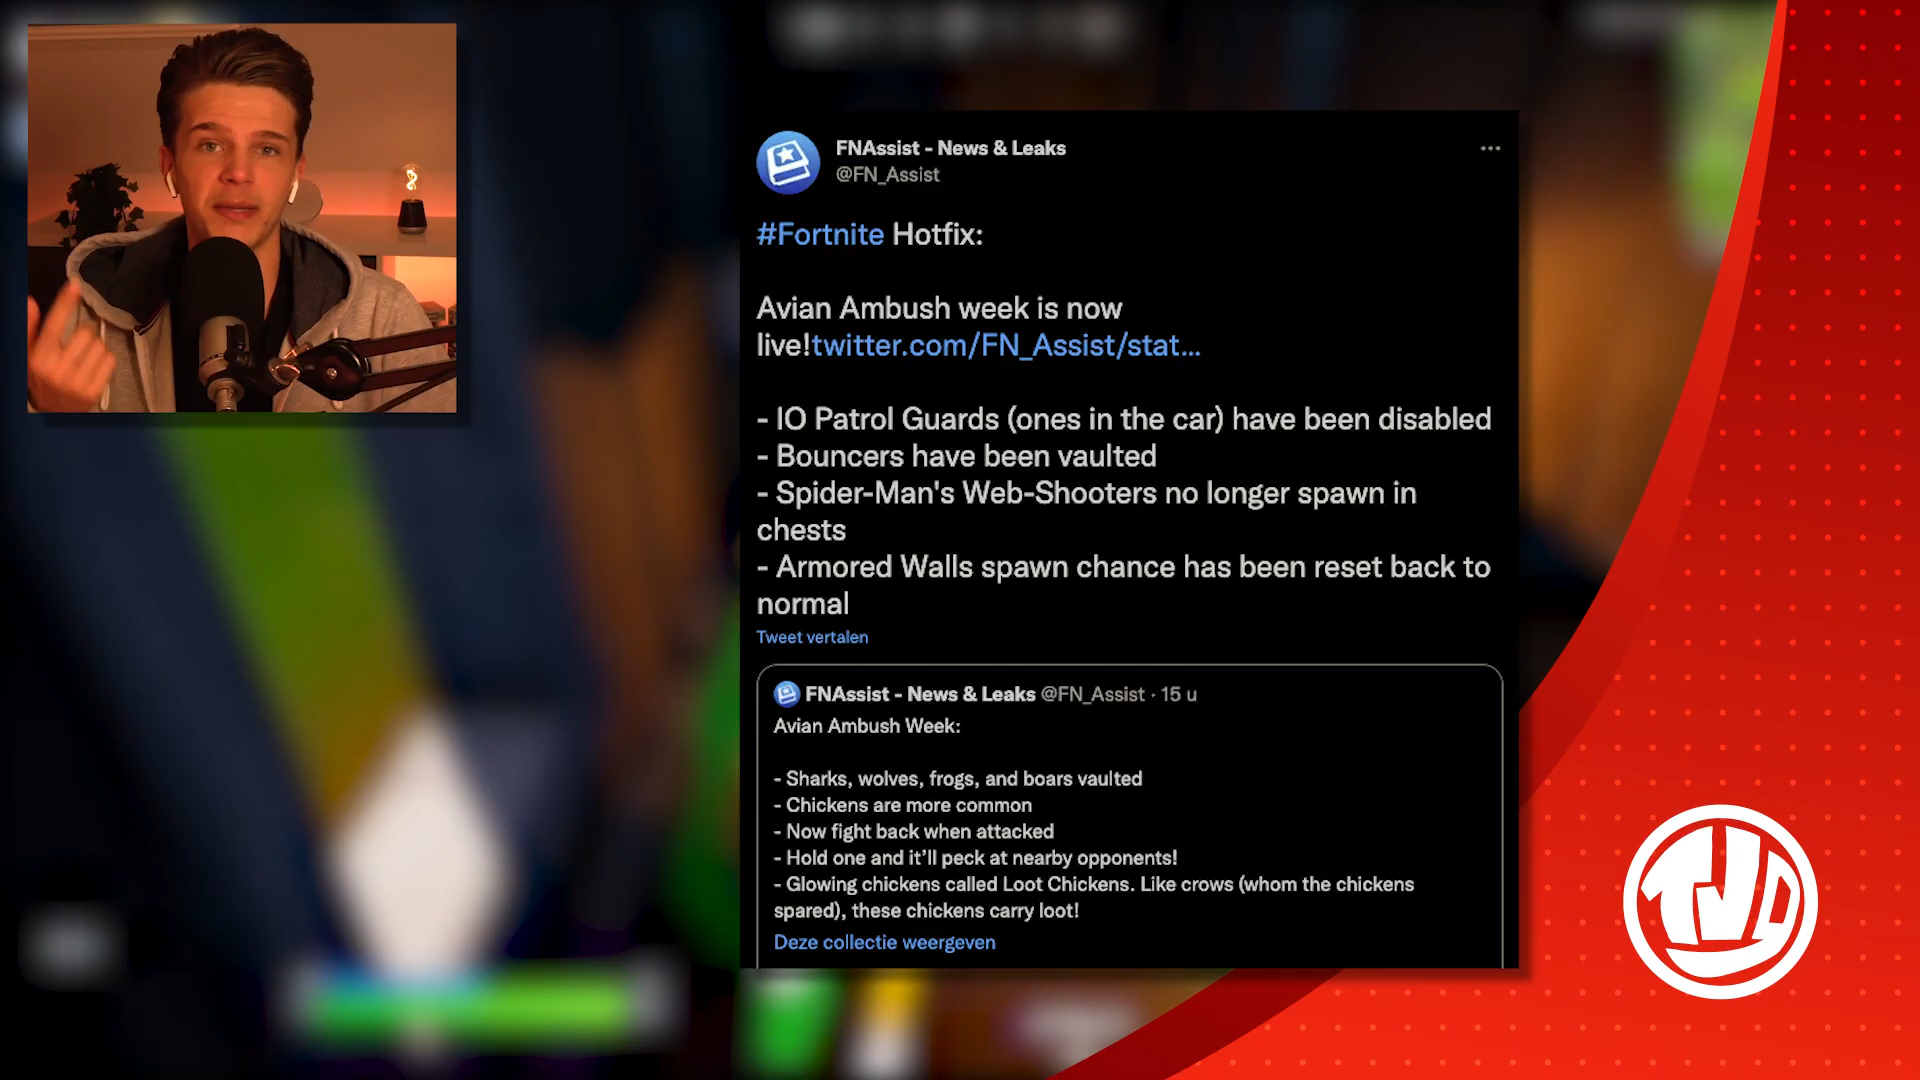 FNAssist - News & Leaks
@FN_Assist
#Fortnite Hotfix:
Avian Ambush week is now
live!twitter.com/FN_Assist/stat...
- IO Patrol Guards (ones in the car) have been disabled
- Bouncers have been vaulted
- Spider-Man's Web-Shooters no longer spawn in
chests
- Armored Walls spawn chance has been reset back to
normal
Tweet vertalen
FNAssist - News & Leaks @FN_Assist · 15 u
Avian Ambush Week:
- Sharks, wolves, frogs, and boars vaulted
- Chickens are more common
- Now fight back when attacked
- Hold one and it’ll peck at nearby opponents!
- Glowing chickens called Loot Chickens. Like crows (whom the chickens
spared), these chickens carry loot!
Deze collectie weergeven
TJD